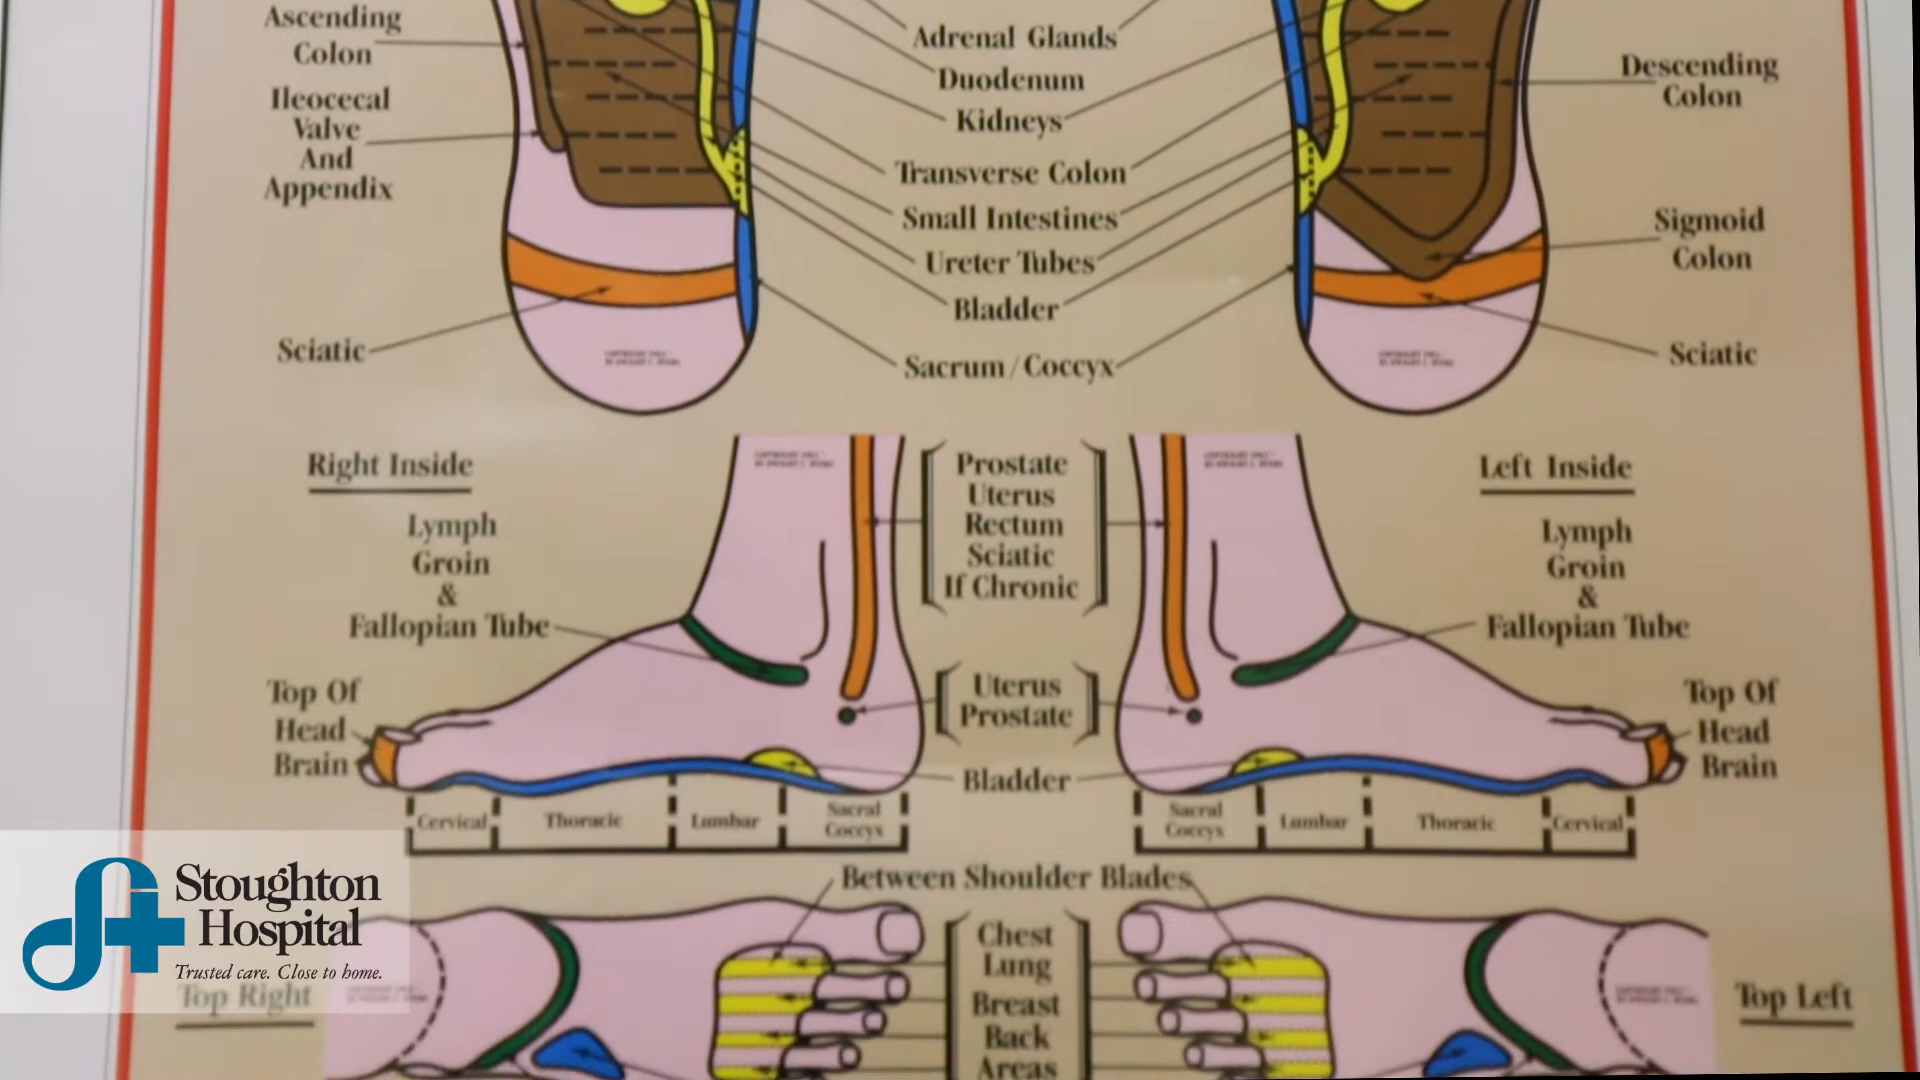 Ascending
Colon
Ileocecal
Valve
And
Appendix
Sciatic
Adrenal Glands
Duodenum
Kidneys
Transverse Colon
Small Intestines
Ureter Tubes
Bladder
Sacrum / Coccyx
Descending
Colon
Sigmoid
Colon
Sciatic
Right Inside
Lymph
Groin
&
Fallopian Tube
Top Of
Head
Brain
Prostate
Uterus
Rectum
Sciatic
If Chronic
Uterus
Prostate
Bladder
Left Inside
Lymph
Groin
&
Fallopian Tube
Top Of
Head
Brain
Cervical
Thoracic
Lumbar
Sacral
Coccyx
Sacral
Coccyx
Lumbar
Thoracic
Cervical
Between Shoulder Blades
Chest
Lung
Breast
Back
Areas
Top Right
Top Left
Stoughton
Hospital
Trusted care. Close to home.